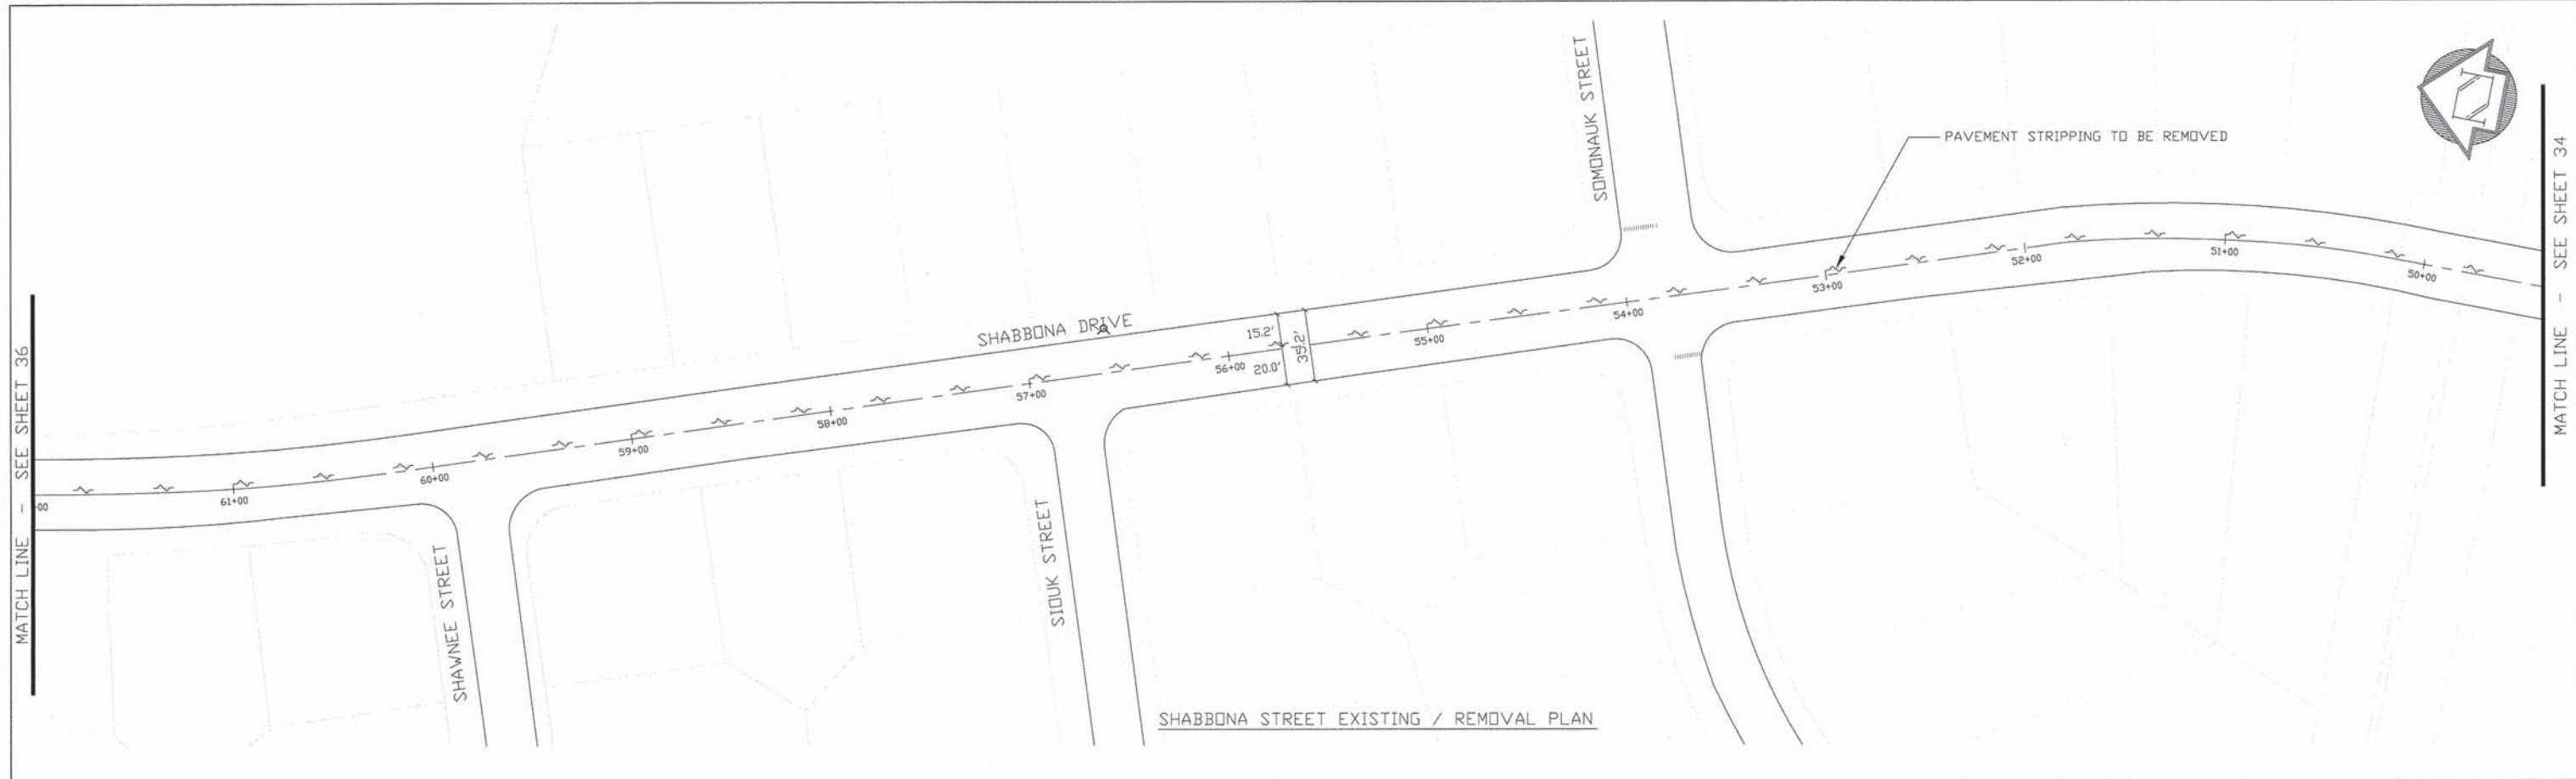 SOMONAUK STREET
PAVEMENT STRIPPING TO BE REMOVED
N
MATCH LINE - SEE SHEET 34
MATCH LINE - SEE SHEET 36
SHABBONA DRIVE
15.2'
20.0'
35.2'
50+00
51+00
52+00
53+00
54+00
55+00
56+00
57+00
58+00
59+00
60+00
61+00
+00
SHAWNEE STREET
SIOUK STREET
SHABBONA STREET EXISTING / REMOVAL PLAN